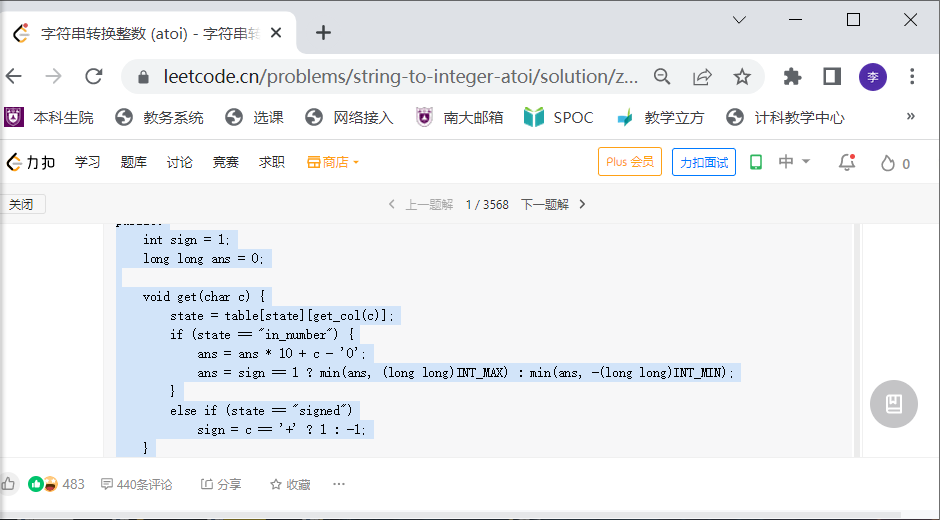 字符串转换整数 (atoi) - 字符串
leetcode.cn/problems/string-to-integer-atoi/solution/z...
李
本科生院 教务系统 选课 网络接入 南大邮箱 SPOC 教学立方 计科教学中心 »
力扣 学习 题库 讨论 竞赛 求职 商店 Plus 会员 力扣面试 中 0
关闭 上一题解 1 / 3568 下一题解
int sign = 1;
long long ans = 0;
void get(char c) {
state = table[state][get_col(c)];
if (state == "in_number") {
ans = ans * 10 + c - '0';
ans = sign == 1 ? min(ans, (long long)INT_MAX) : min(ans, -(long long)INT_MIN);
}
else if (state == "signed")
sign = c == '+' ? 1 : -1;
}
483 440条评论 分享 收藏 ···